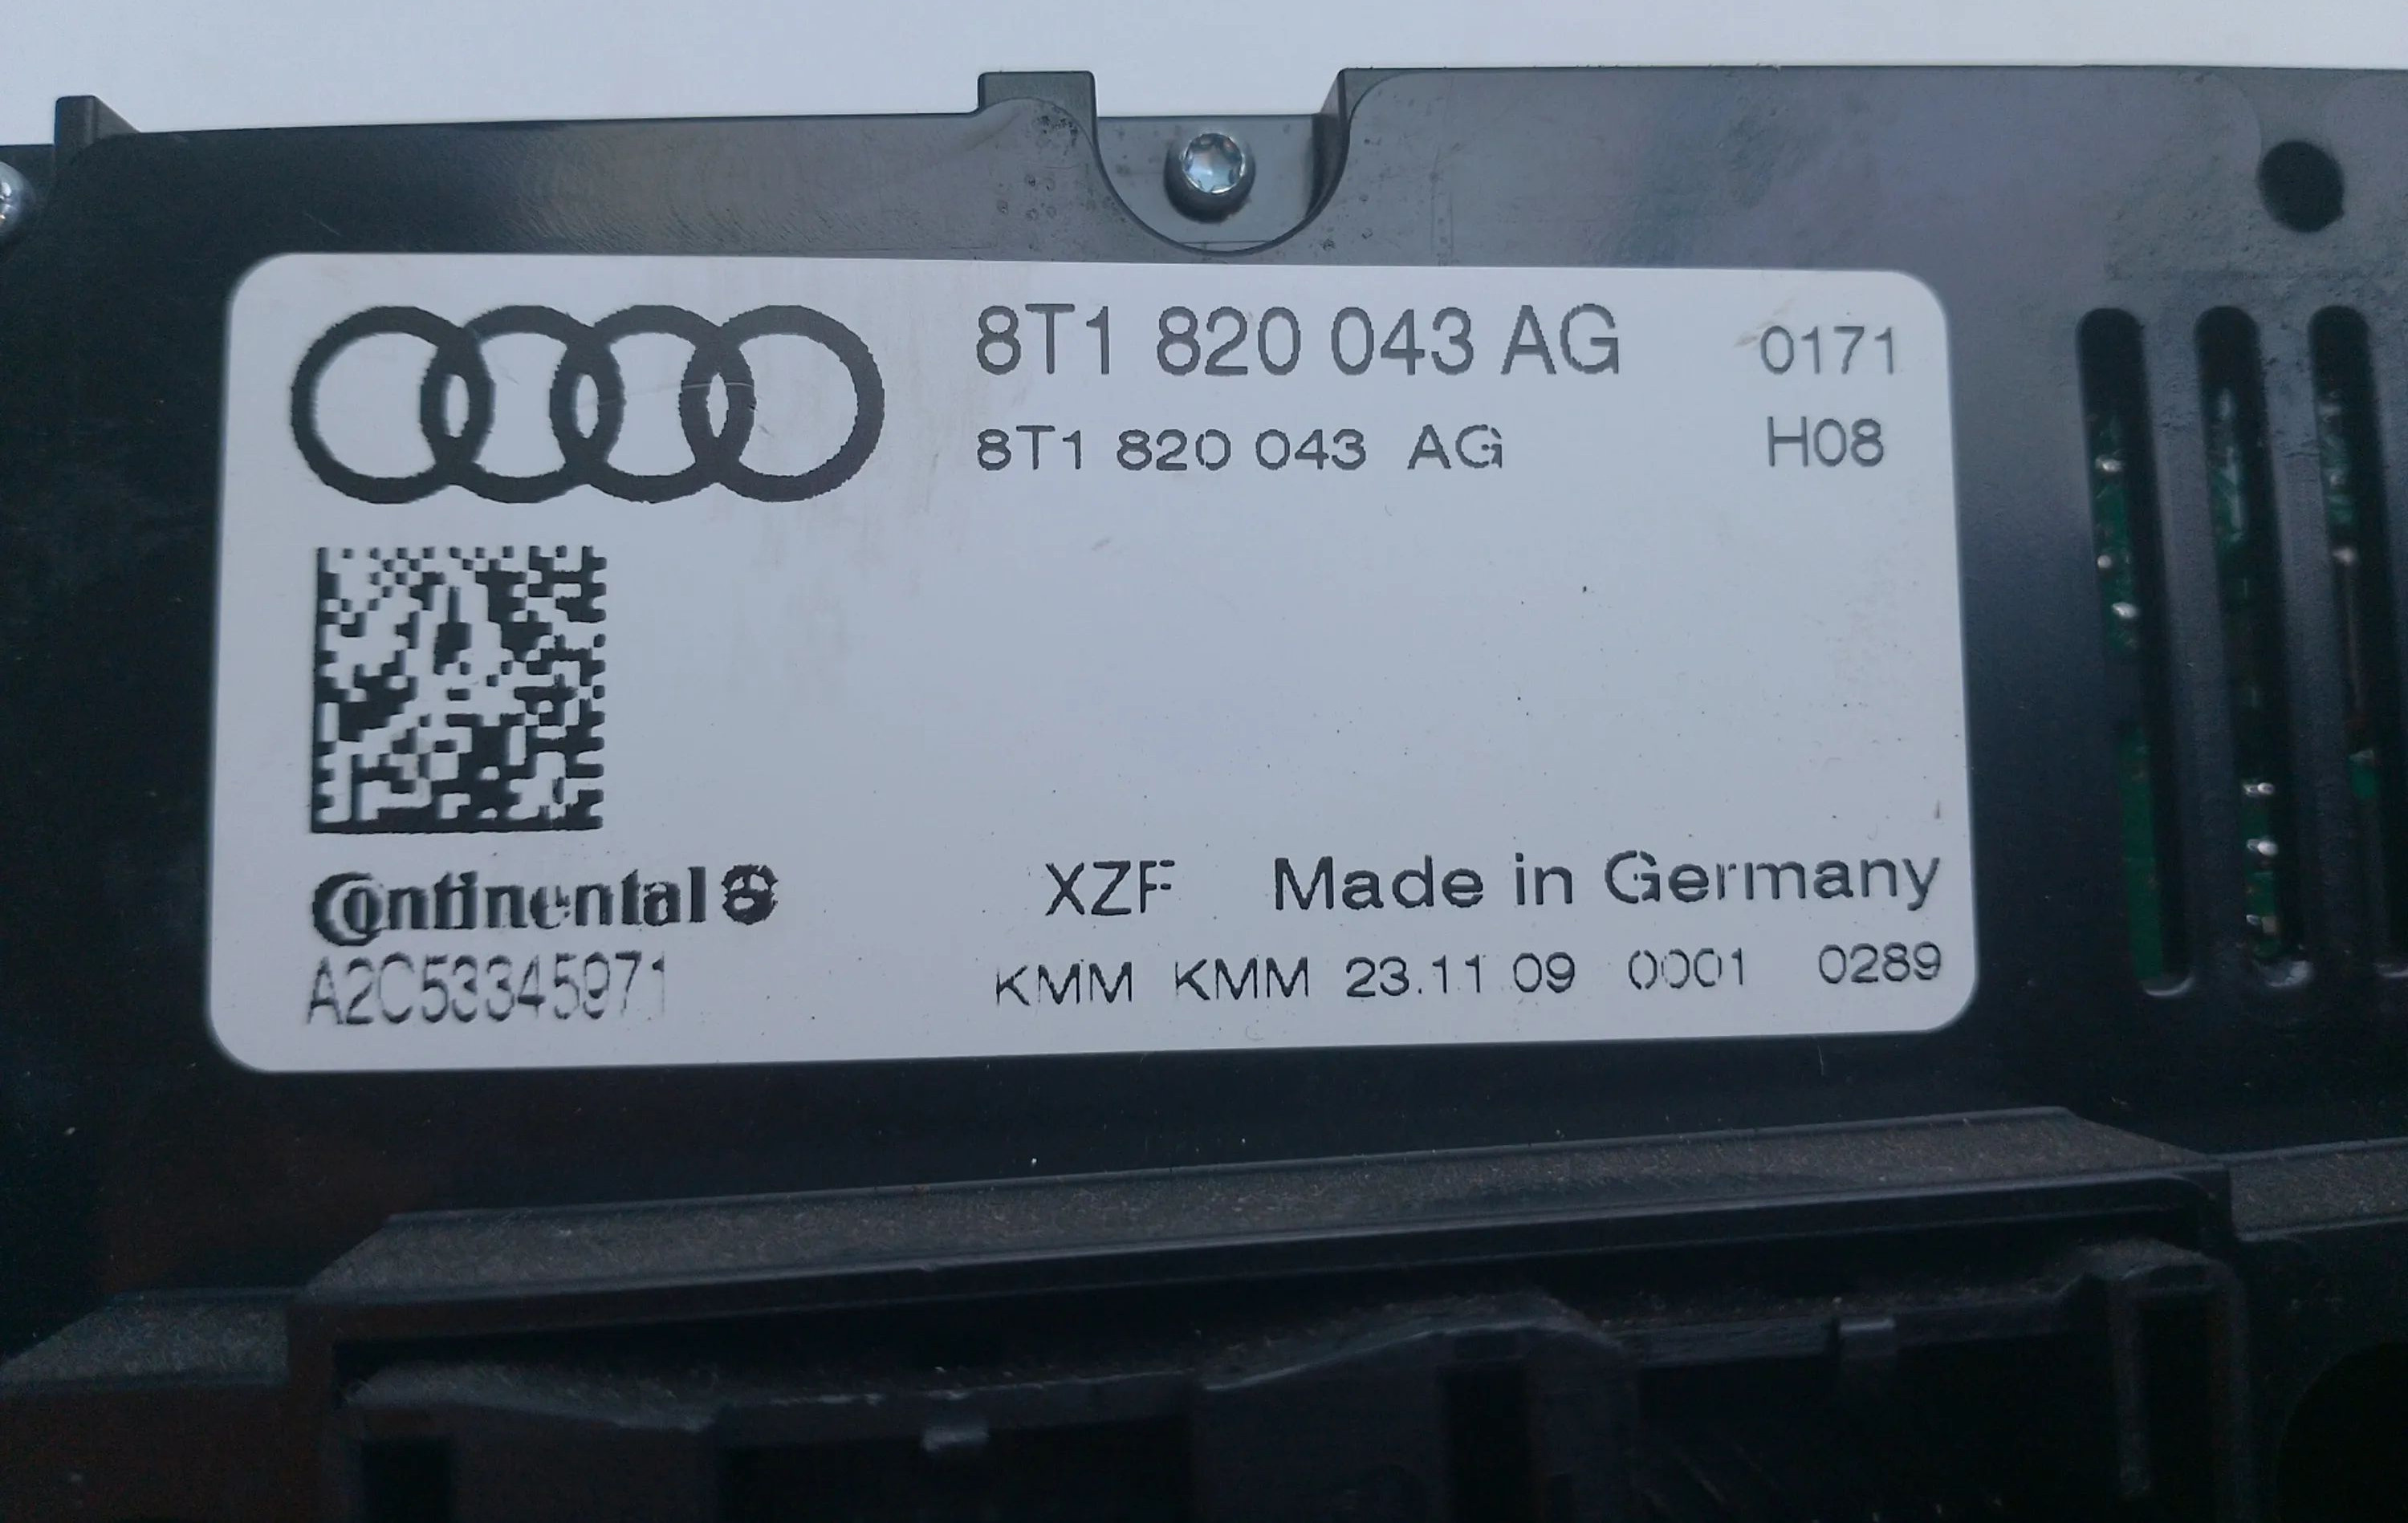 8T1 820 043 AG 0171
8T1 820 043 AG H08
Continental
XZF Made in Germany
A2C53345971
KMM KMM 23.11.09 0001 0289